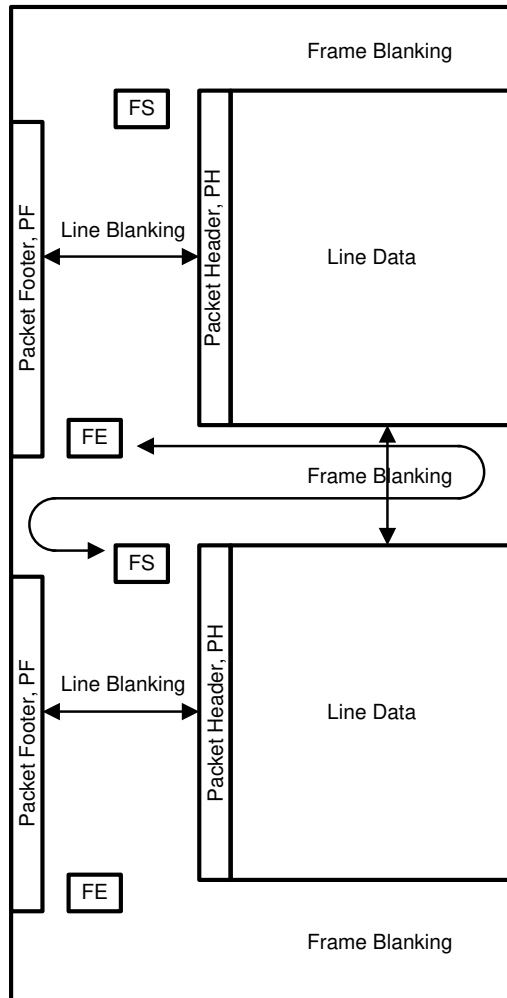 Frame Blanking
FS
Packet Footer, PF
Line Blanking
Packet Header, PH
Line Data
FE
Frame Blanking
FS
Packet Footer, PF
Line Blanking
Packet Header, PH
Line Data
FE
Frame Blanking